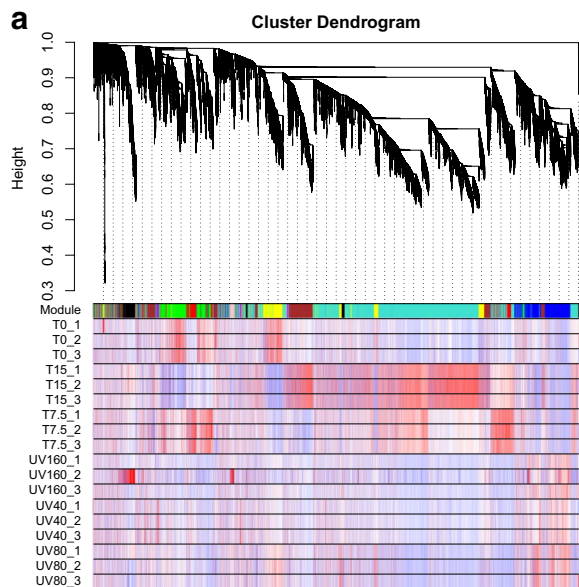 a
Cluster Dendrogram
Height
1.0
0.9
0.8
0.7
0.6
0.5
0.4
0.3
Module
T0_1
T0_2
T0_3
T15_1
T15_2
T15_3
T7.5_1
T7.5_2
T7.5_3
UV160_1
UV160_2
UV160_3
UV40_1
UV40_2
UV40_3
UV80_1
UV80_2
UV80_3